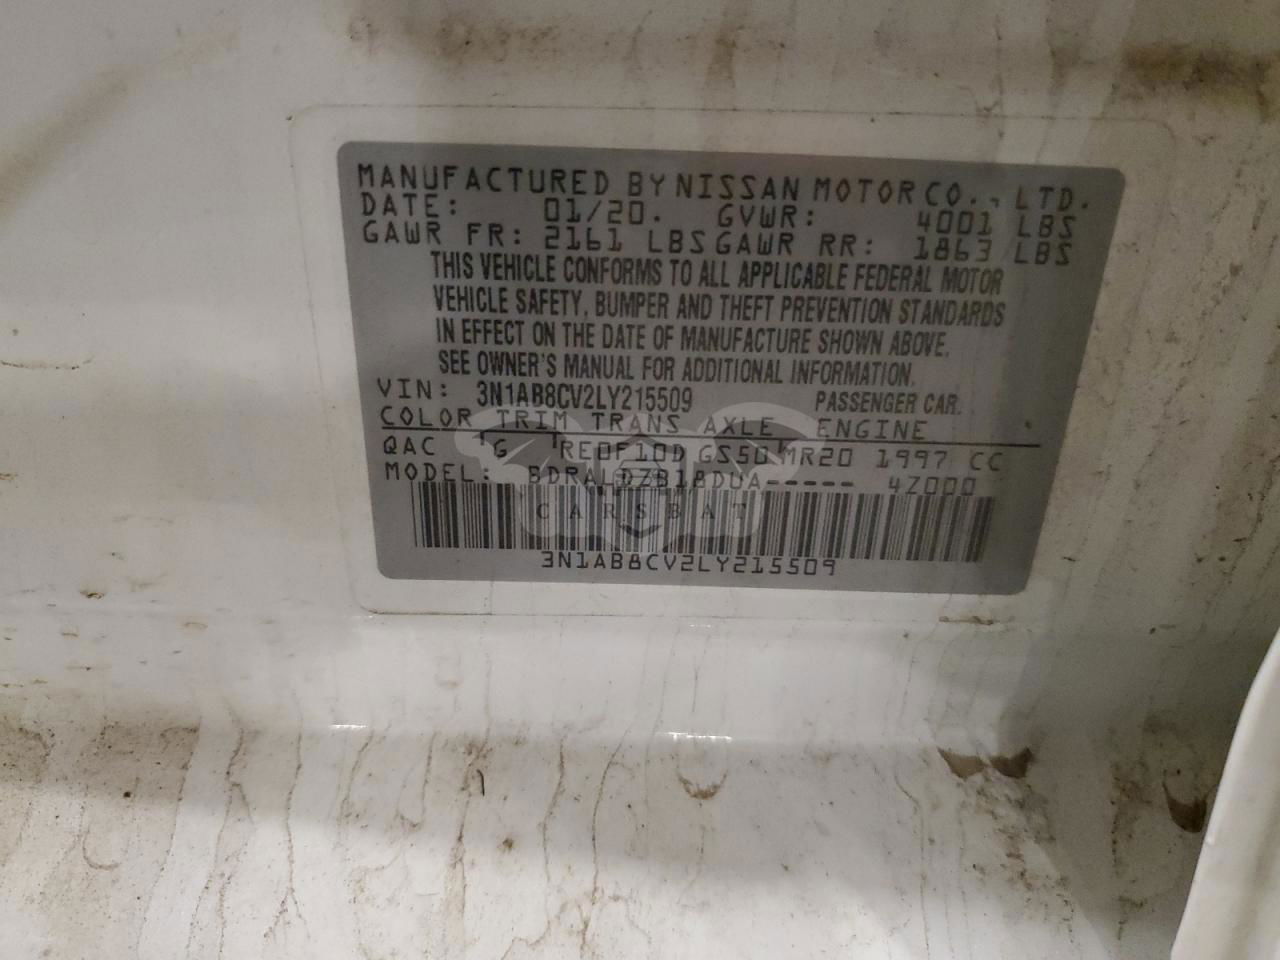 MANUFACTURED BY NISSAN MOTOR CO., LTD.
DATE: 01/20. GVWR: 4001 LBS
GAWR FR: 2161 LBS GAWR RR: 1863 LBS
THIS VEHICLE CONFORMS TO ALL APPLICABLE FEDERAL MOTOR
VEHICLE SAFETY, BUMPER AND THEFT PREVENTION STANDARDS
IN EFFECT ON THE DATE OF MANUFACTURE SHOWN ABOVE.
SEE OWNER'S MANUAL FOR ADDITIONAL INFORMATION.
VIN: 3N1AB8CV2LY215509 PASSENGER CAR.
COLOR TRIM TRANS AXLE ENGINE
QAC G RE0F10D GS50 MR20 1997 CC
MODEL: BDRALDZB18DUA----- 4Z000
CARSBAT
3N1AB8CV2LY215509